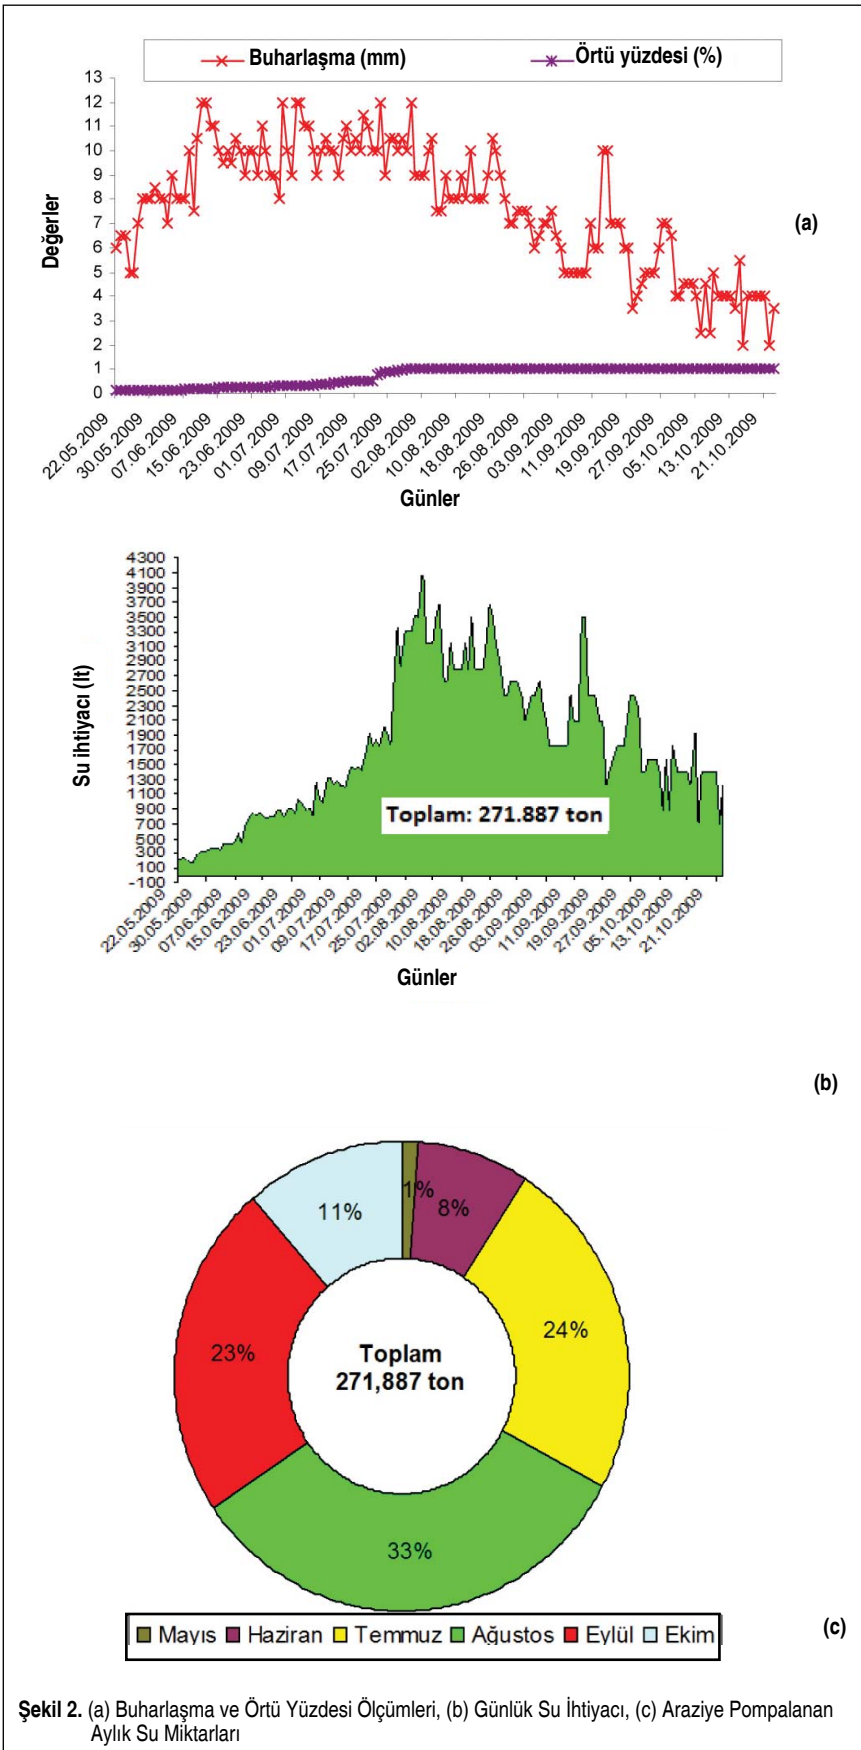 Buharlaşma (mm) Örtü yüzdesi (%)
13
12
11
10
9
8
7
6
5
4
3
2
1
0
Değerler
(a)
22.05.2009 30.05.2009 07.06.2009 15.06.2009 23.06.2009 01.07.2009 09.07.2009 17.07.2009 25.07.2009 02.08.2009 10.08.2009 18.08.2009 26.08.2009 03.09.2009 11.09.2009 19.09.2009 27.09.2009 05.10.2009 13.10.2009 21.10.2009
Günler
4300
4100
3900
3700
3500
3300
3100
2900
2700
2500
2300
2100
1900
1700
1500
1300
1100
900
700
500
300
100
-100
Su ihtiyacı (lt)
Toplam: 271.887 ton
22.05.2009 30.05.2009 07.06.2009 15.06.2009 23.06.2009 01.07.2009 09.07.2009 17.07.2009 25.07.2009 02.08.2009 10.08.2009 18.08.2009 26.08.2009 03.09.2009 11.09.2009 19.09.2009 27.09.2009 05.10.2009 13.10.2009 21.10.2009
Günler
(b)
1%
8%
11%
24%
23%
Toplam
271,887 ton
33%
Mayıs Haziran Temmuz Ağustos Eylül Ekim
(c)
Şekil 2. (a) Buharlaşma ve Örtü Yüzdesi Ölçümleri, (b) Günlük Su İhtiyacı, (c) Araziye Pompalanan
Aylık Su Miktarları